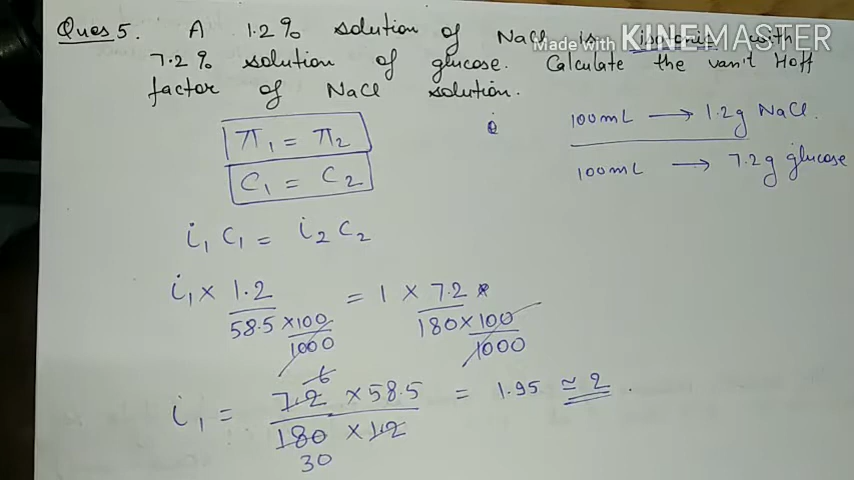 Ques 5. A 1.2% solution of NaCl is isotonic with
Made with KINEMASTER
7.2% solution of glucose. Calculate the van't Hoff
factor of NaCl solution.
π₁ = π₂
C₁ = C₂
i
100mL → 1.2g NaCl.
100mL → 7.2g glucose
i₁ C₁ = i₂ C₂
i₁ × 1.2 / 58.5 × 100/1000 = 1 × 7.2 / 180 × 100/1000
6
i₁ = 7.2 × 58.5 / 180 × 1.2 = 1.95 ≃ 2.
30